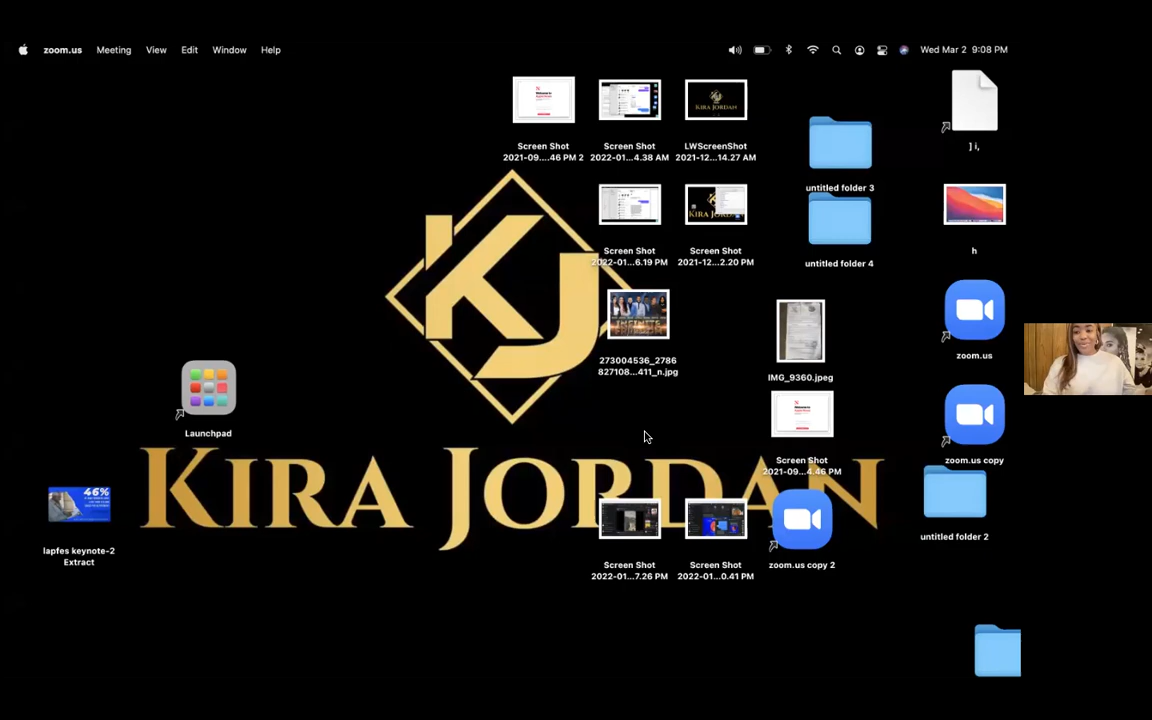 zoom.us Meeting View Edit Window Help
Wed Mar 2 9:08 PM
Screen Shot
2021-09....46 PM 2
Screen Shot
2022-01...4.38 AM
KIRA JORDAN
LWScreenShot
2021-12...14.27 AM
untitled folder 3
] i,
Screen Shot
2022-01...6.19 PM
Screen Shot
2021-12...2.20 PM
untitled folder 4
h
KJ
273004536_2786
827108...411_n.jpg
IMG_9360.jpeg
zoom.us
Launchpad
Screen Shot
2021-09...4.46 PM
zoom.us copy
KIRA JORDAN
46%
lapfes keynote-2
Extract
Screen Shot
2022-01...7.26 PM
Screen Shot
2022-01...0.41 PM
zoom.us copy 2
untitled folder 2